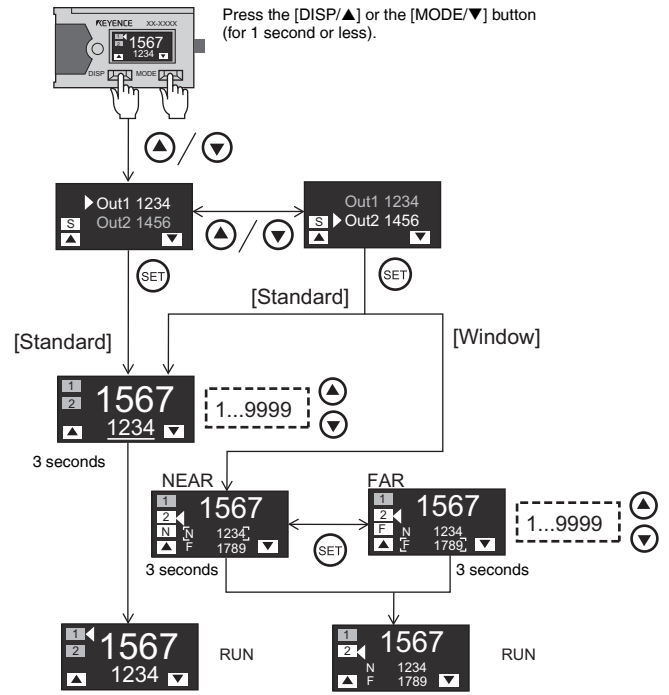 Press the [DISP/▲] or the [MODE/▼] button
(for 1 second or less).
KEYENCE XX-XXXX
1
2
1567
1234
▲ ▼
DISP MODE
▲ / ▼
▶ Out1 1234
S Out2 1456
▲ ▼
▲ / ▼
Out1 1234
S ▶ Out2 1456
▲ ▼
SET
SET
[Standard]
[Standard]
[Window]
1
2
1567
▲ 1234 ▼
1...9999
▲
▼
3 seconds
NEAR
1
2
N
1567
N 1234
▲ F 1789 ▼
SET
FAR
1
2
F
1567
N 1234
▲ F 1789 ▼
1...9999
▲
▼
3 seconds
3 seconds
1
2
1567
▲ 1234 ▼
RUN
1
2
1567
N 1234
▲ F 1789 ▼
RUN